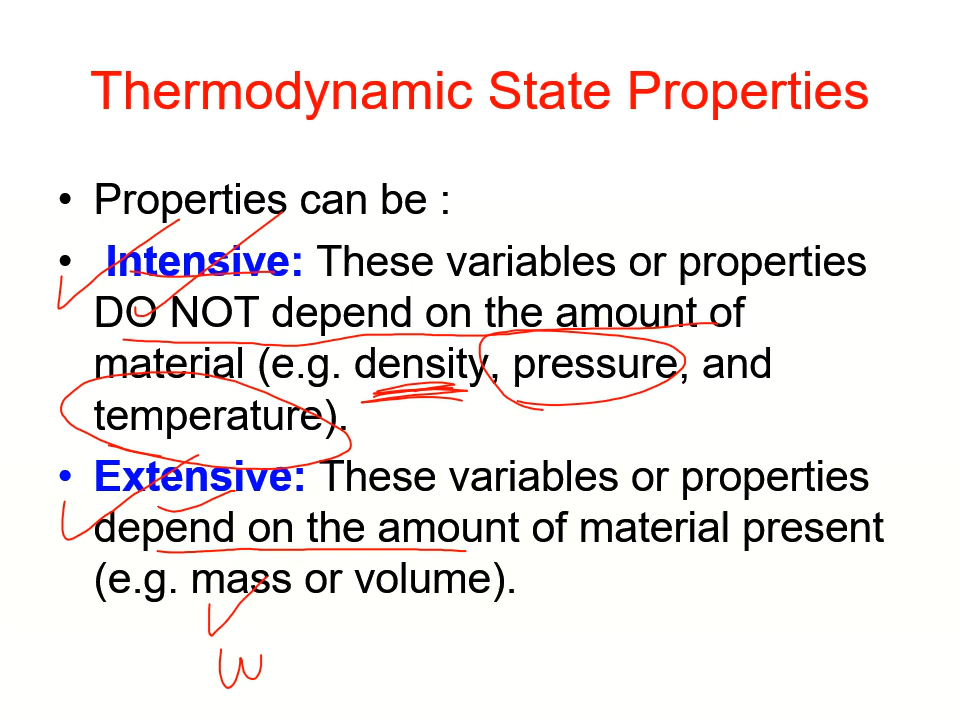 Thermodynamic State Properties
• Properties can be :
• Intensive: These variables or properties
DO NOT depend on the amount of
material (e.g. density, pressure, and
temperature).
• Extensive: These variables or properties
depend on the amount of material present
(e.g. mass or volume).
w